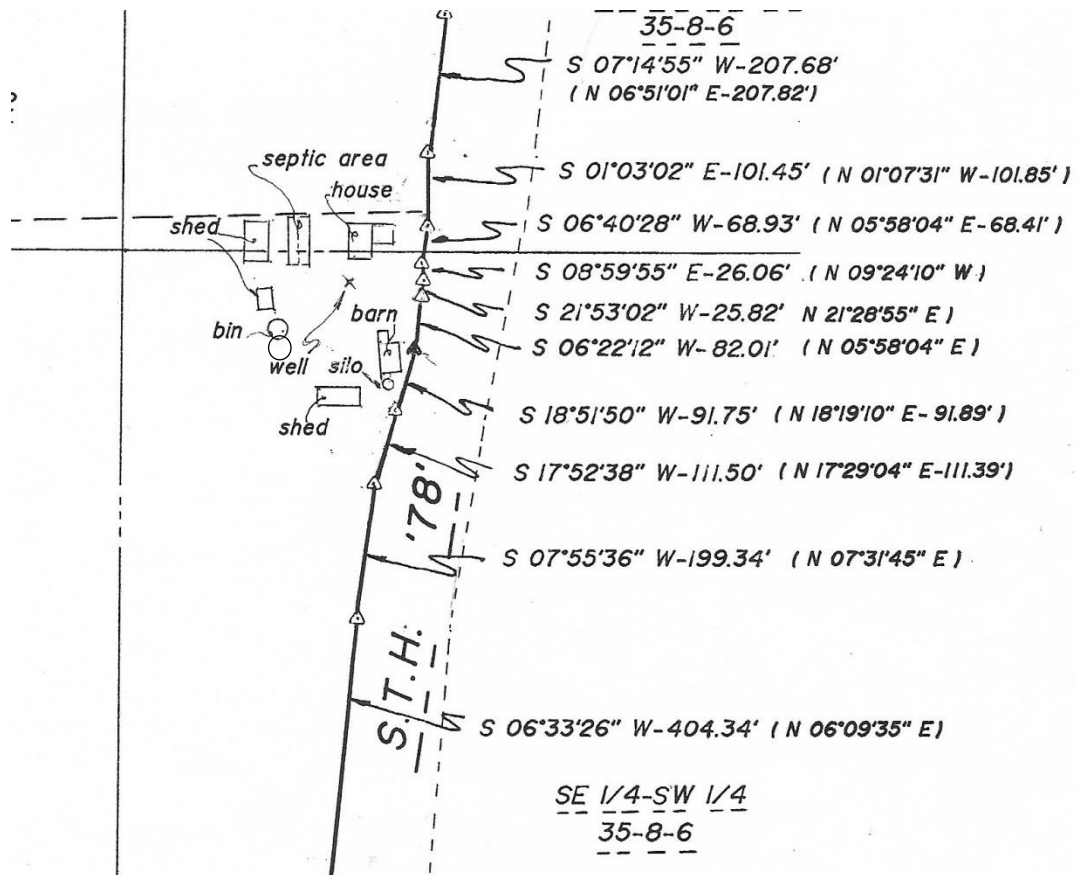 35-8-6
S 07°14'55" W-207.68'
(N 06°51'01" E-207.82')
septic area
house
shed
S 01°03'02" E-101.45' (N 01°07'31" W-101.85')
S 06°40'28" W-68.93' (N 05°58'04" E-68.41')
S 08°59'55" E-26.06' (N 09°24'10" W)
S 21°53'02" W-25.82' N 21°28'55" E)
S 06°22'12" W-82.01' (N 05°58'04" E)
bin
well
silo
barn
shed
S 18°51'50" W-91.75' (N 18°19'10" E-91.89')
S 17°52'38" W-111.50' (N 17°29'04" E-111.39')
S 07°55'36" W-199.34' (N 07°31'45" E)
S.T.H. '78'
S 06°33'26" W-404.34' (N 06°09'35" E)
SE 1/4-SW 1/4
35-8-6